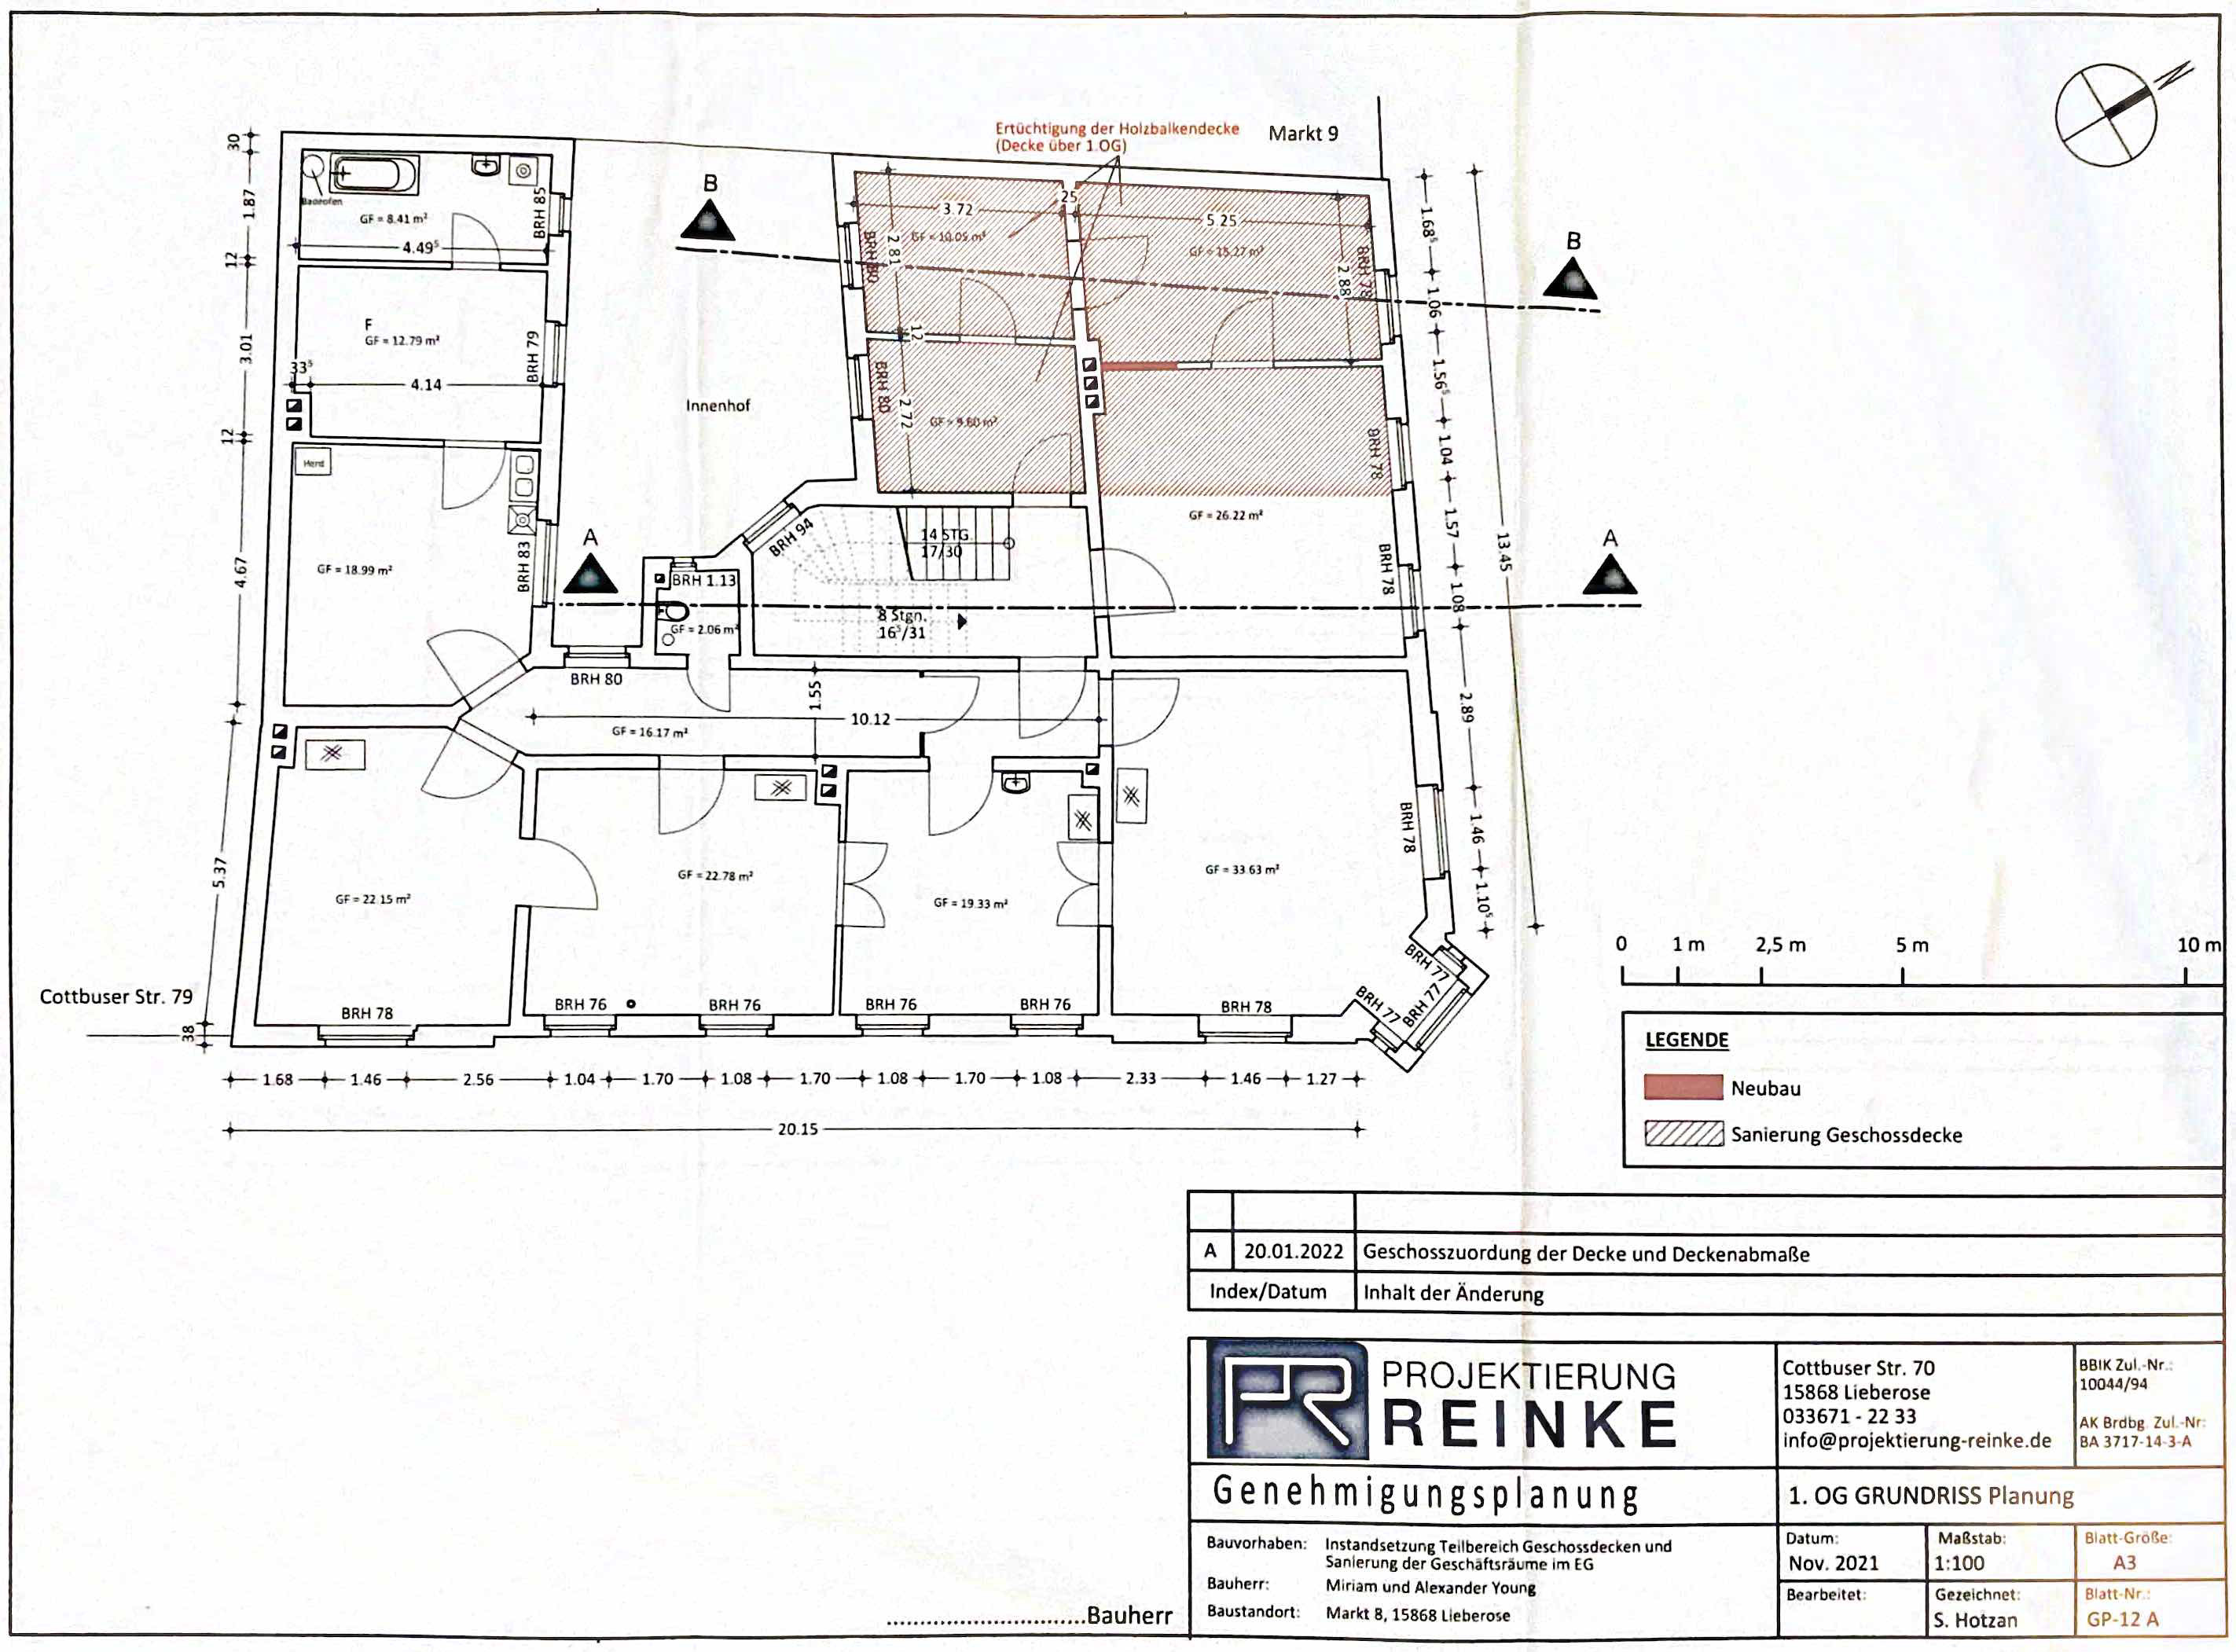 Ertüchtigung der Holzbalkendecke
(Decke über 1.OG)
Markt 9
N
30
1.87
12
3.01
12
4.67
5.37
38
Badeofen
GF = 8.41 m²
4.49⁵
BRH 85
F
GF = 12.79 m²
33⁵
4.14
BRH 79
Herd
GF = 18.99 m²
BRH 83
B
Innenhof
A
3.72
25
5.25
GF = 10.05 m²
GF = 15.27 m²
2.81
BRH 80
2.88
BRH 78
12
BRH 80
2.72
GF = 9.60 m²
BRH 78
GF = 26.22 m²
BRH 78
B
A
1.68⁵
1.06
1.56⁵
1.04
1.57
1.08
2.89
1.46
1.10⁵
13.45
BRH 94
14 STG.
17/30
8 Stgn.
16⁵/31
BRH 1.13
GF = 2.06 m²
BRH 80
1.55
10.12
GF = 16.17 m²
GF = 22.15 m²
GF = 22.78 m²
GF = 19.33 m²
GF = 33.63 m²
BRH 78
BRH 77
BRH 77
BRH 77
Cottbuser Str. 79
BRH 78
BRH 76
BRH 76
BRH 76
BRH 76
BRH 78
1.68
1.46
2.56
1.04
1.70
1.08
1.70
1.08
1.70
1.08
2.33
1.46
1.27
20.15
0
1 m
2,5 m
5 m
10 m
LEGENDE
Neubau
Sanierung Geschossdecke
A 20.01.2022 Geschosszuordung der Decke und Deckenabmaße
Index/Datum Inhalt der Änderung
PR
PROJEKTIERUNG
REINKE
Cottbuser Str. 70
15868 Lieberose
033671 - 22 33
info@projektierung-reinke.de
BBIK Zul.-Nr.:
10044/94
AK Brdbg. Zul.-Nr:
BA 3717-14-3-A
Genehmigungsplanung
1. OG GRUNDRISS Planung
Bauvorhaben: Instandsetzung Teilbereich Geschossdecken und
Sanierung der Geschäftsräume im EG
Bauherr: Miriam und Alexander Young
Baustandort: Markt 8, 15868 Lieberose
Datum:
Nov. 2021
Maßstab:
1:100
Blatt-Größe:
A3
Bearbeitet:
Gezeichnet:
S. Hotzan
Blatt-Nr.:
GP-12 A
............................Bauherr